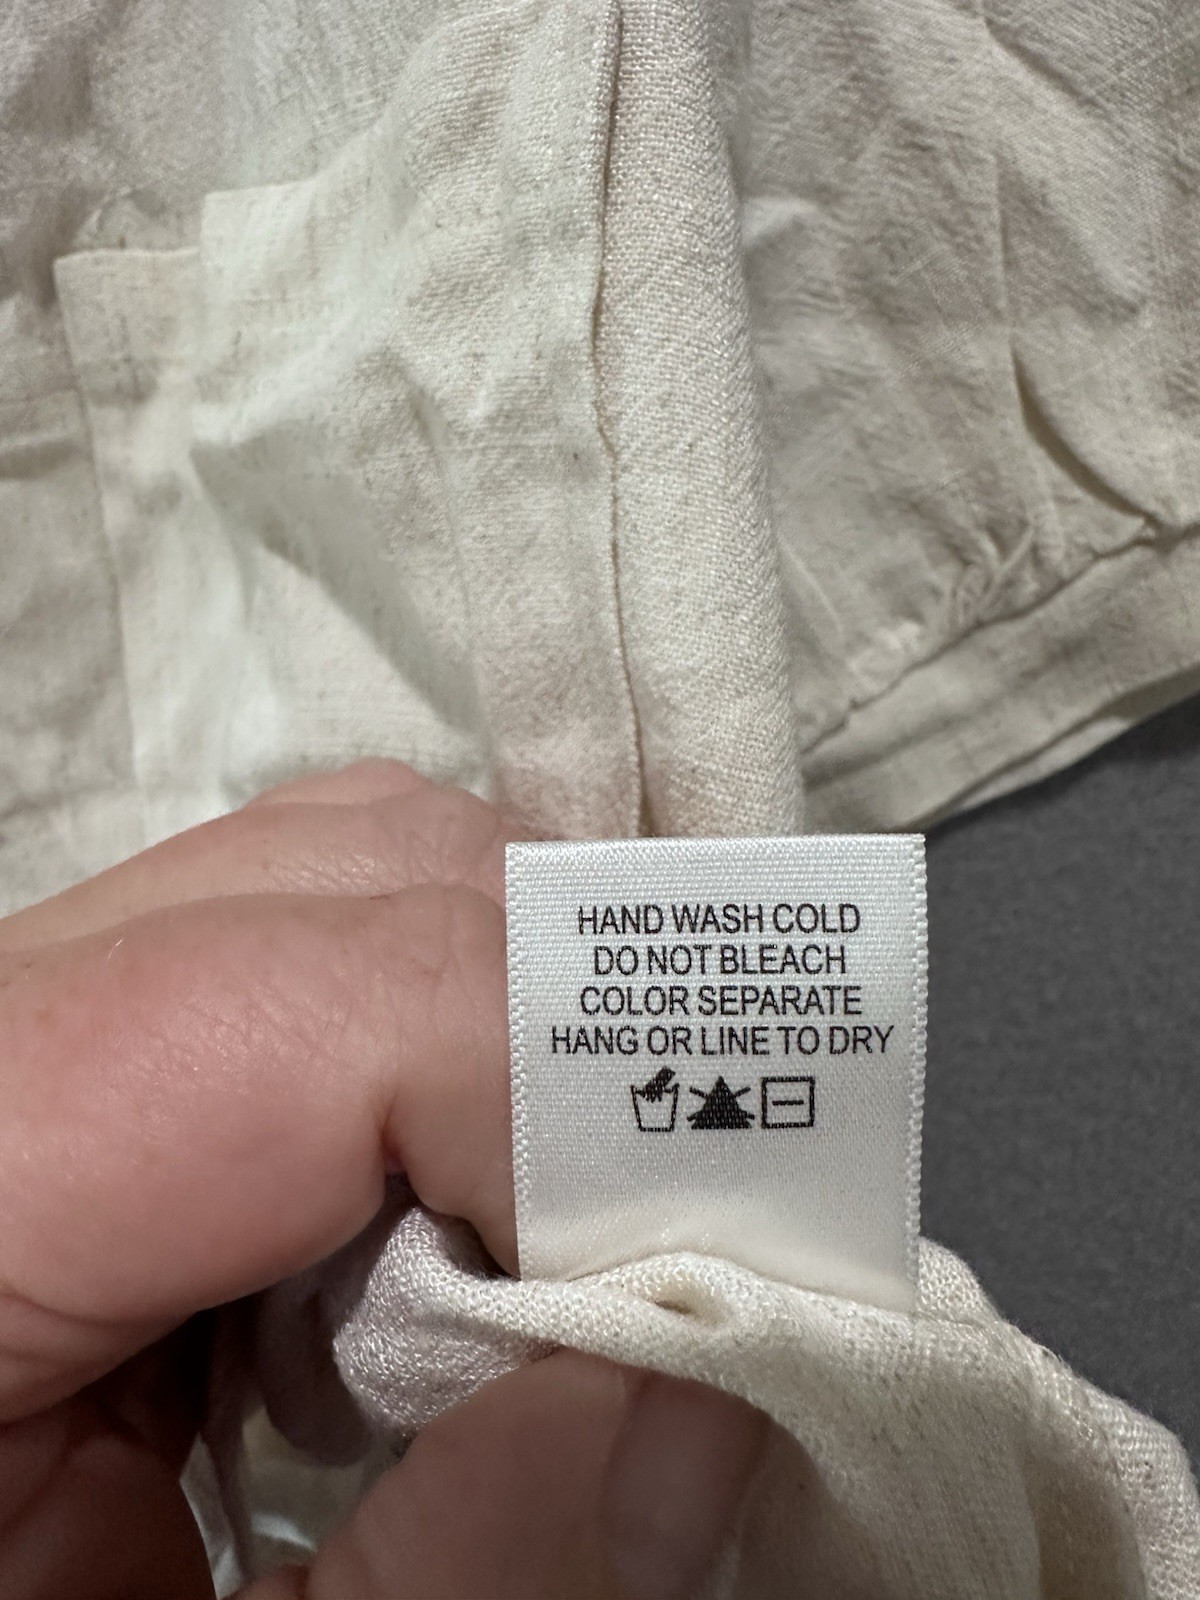 HAND WASH COLD
DO NOT BLEACH
COLOR SEPARATE
HANG OR LINE TO DRY